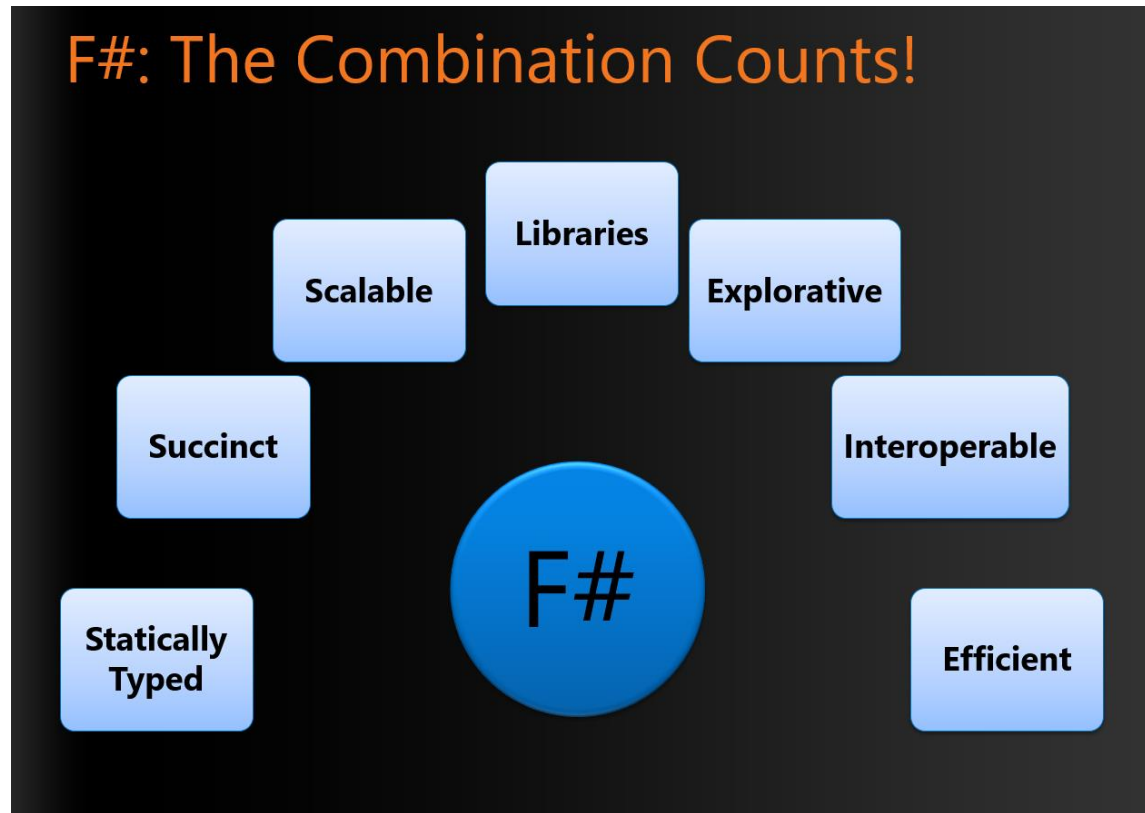 F#: The Combination Counts!
Libraries
Scalable
Explorative
Succinct
Interoperable
F#
Statically
Typed
Efficient